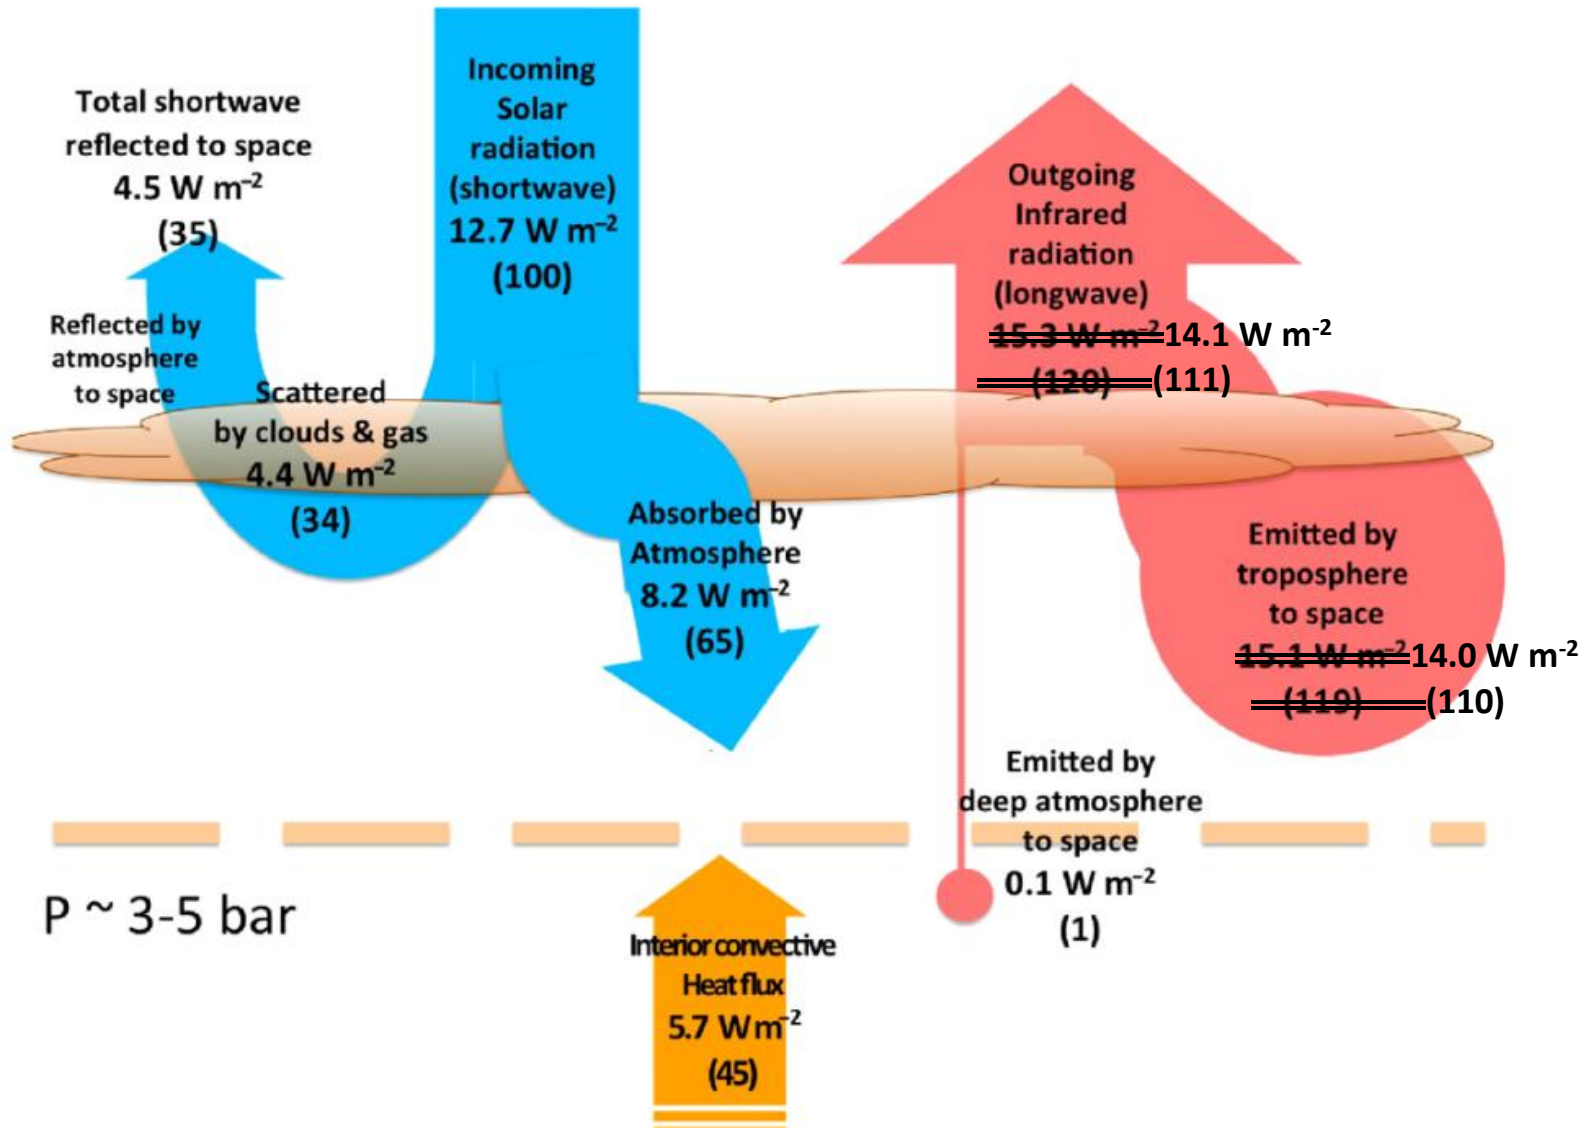 Total shortwave
reflected to space
4.5 W m⁻²
(35)
Incoming
Solar
radiation
(shortwave)
12.7 W m⁻²
(100)
Reflected by
atmosphere
to space
Scattered
by clouds & gas
4.4 W m⁻²
(34)
Absorbed by
Atmosphere
8.2 W m⁻²
(65)
Outgoing
Infrared
radiation
(longwave)
15.3 W m⁻² 14.1 W m⁻²
(120) (111)
Emitted by
troposphere
to space
15.1 W m⁻² 14.0 W m⁻²
(119) (110)
Emitted by
deep atmosphere
to space
0.1 W m⁻²
(1)
P ~ 3-5 bar
Interior convective
Heat flux
5.7 W m⁻²
(45)